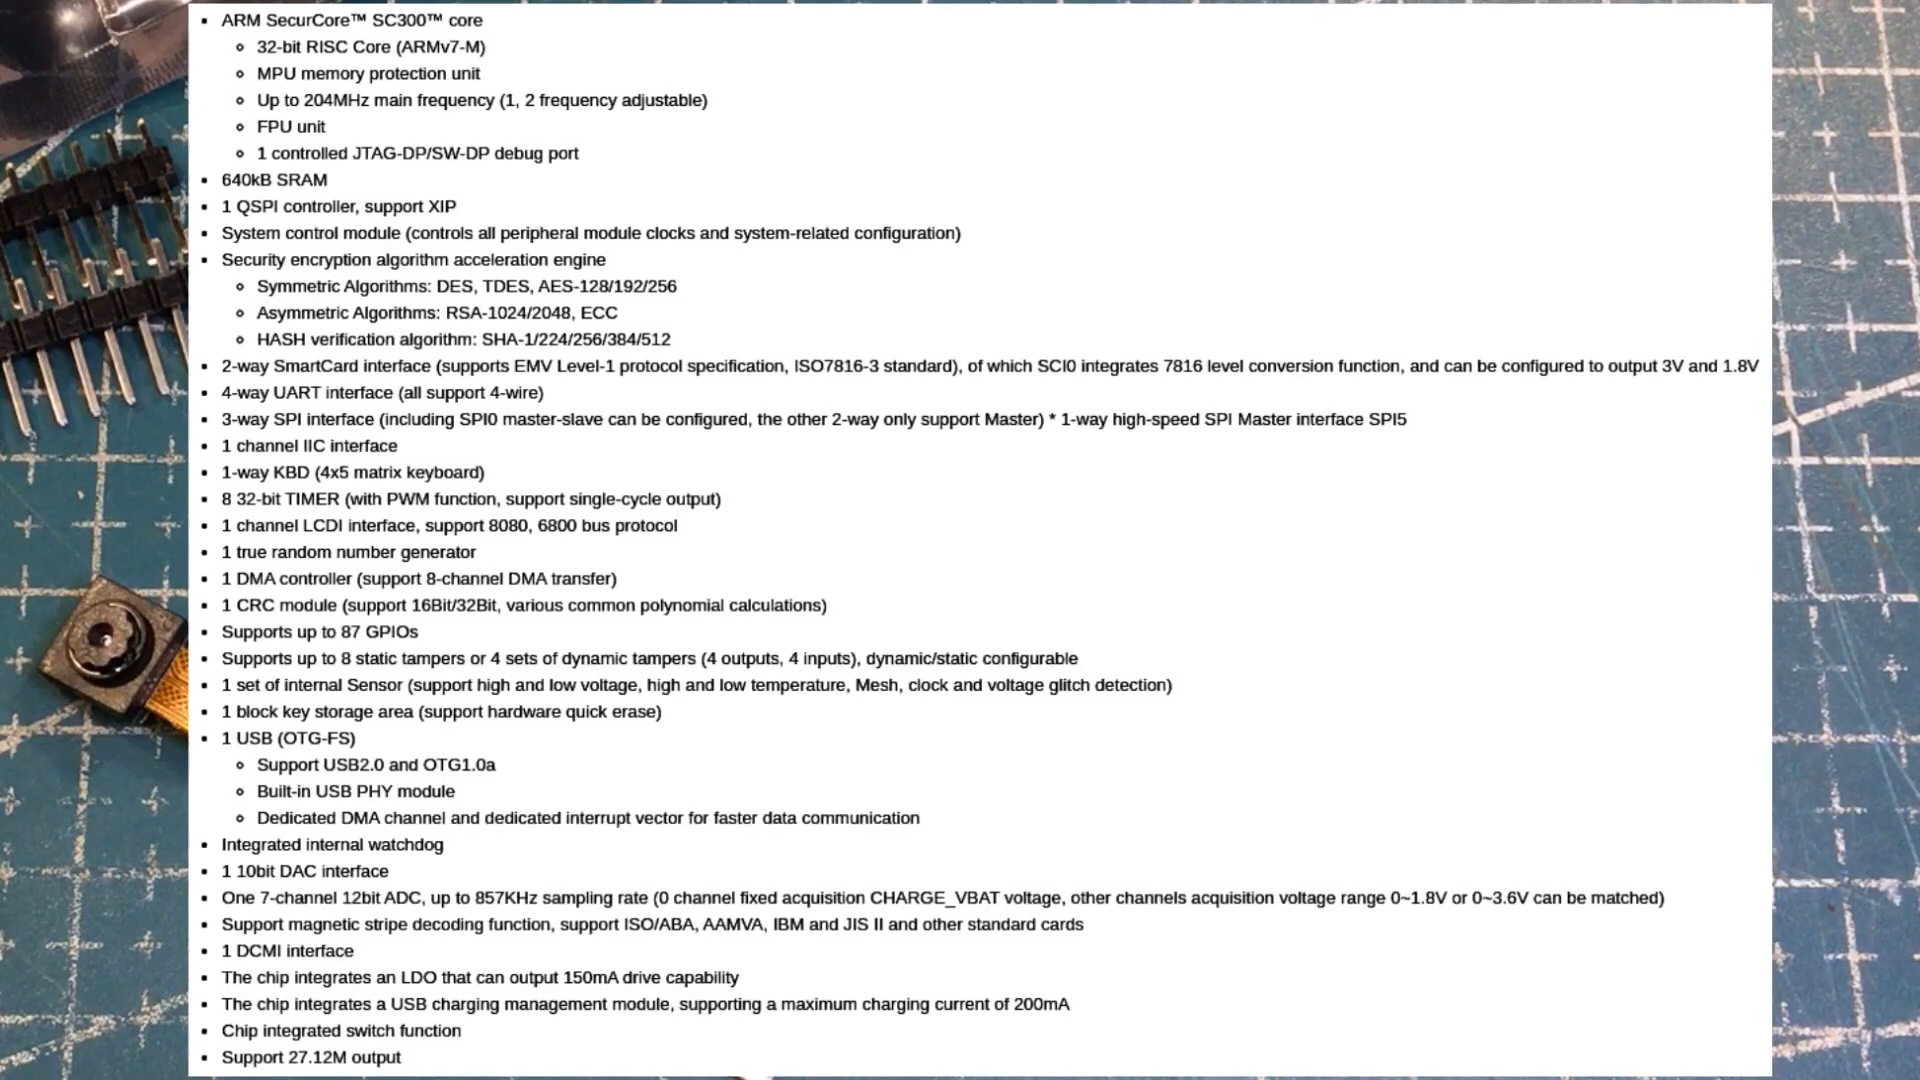 ARM SecurCore™ SC300™ core
32-bit RISC Core (ARMv7-M)
MPU memory protection unit
Up to 204MHz main frequency (1, 2 frequency adjustable)
FPU unit
1 controlled JTAG-DP/SW-DP debug port
640kB SRAM
1 QSPI controller, support XIP
System control module (controls all peripheral module clocks and system-related configuration)
Security encryption algorithm acceleration engine
Symmetric Algorithms: DES, TDES, AES-128/192/256
Asymmetric Algorithms: RSA-1024/2048, ECC
HASH verification algorithm: SHA-1/224/256/384/512
2-way SmartCard interface (supports EMV Level-1 protocol specification, ISO7816-3 standard), of which SCI0 integrates 7816 level conversion function, and can be configured to output 3V and 1.8V
4-way UART interface (all support 4-wire)
3-way SPI interface (including SPI0 master-slave can be configured, the other 2-way only support Master) * 1-way high-speed SPI Master interface SPI5
1 channel IIC interface
1-way KBD (4x5 matrix keyboard)
8 32-bit TIMER (with PWM function, support single-cycle output)
1 channel LCDI interface, support 8080, 6800 bus protocol
1 true random number generator
1 DMA controller (support 8-channel DMA transfer)
1 CRC module (support 16Bit/32Bit, various common polynomial calculations)
Supports up to 87 GPIOs
Supports up to 8 static tampers or 4 sets of dynamic tampers (4 outputs, 4 inputs), dynamic/static configurable
1 set of internal Sensor (support high and low voltage, high and low temperature, Mesh, clock and voltage glitch detection)
1 block key storage area (support hardware quick erase)
1 USB (OTG-FS)
Support USB2.0 and OTG1.0a
Built-in USB PHY module
Dedicated DMA channel and dedicated interrupt vector for faster data communication
Integrated internal watchdog
1 10bit DAC interface
One 7-channel 12bit ADC, up to 857KHz sampling rate (0 channel fixed acquisition CHARGE_VBAT voltage, other channels acquisition voltage range 0~1.8V or 0~3.6V can be matched)
Support magnetic stripe decoding function, support ISO/ABA, AAMVA, IBM and JIS II and other standard cards
1 DCMI interface
The chip integrates an LDO that can output 150mA drive capability
The chip integrates a USB charging management module, supporting a maximum charging current of 200mA
Chip integrated switch function
Support 27.12M output